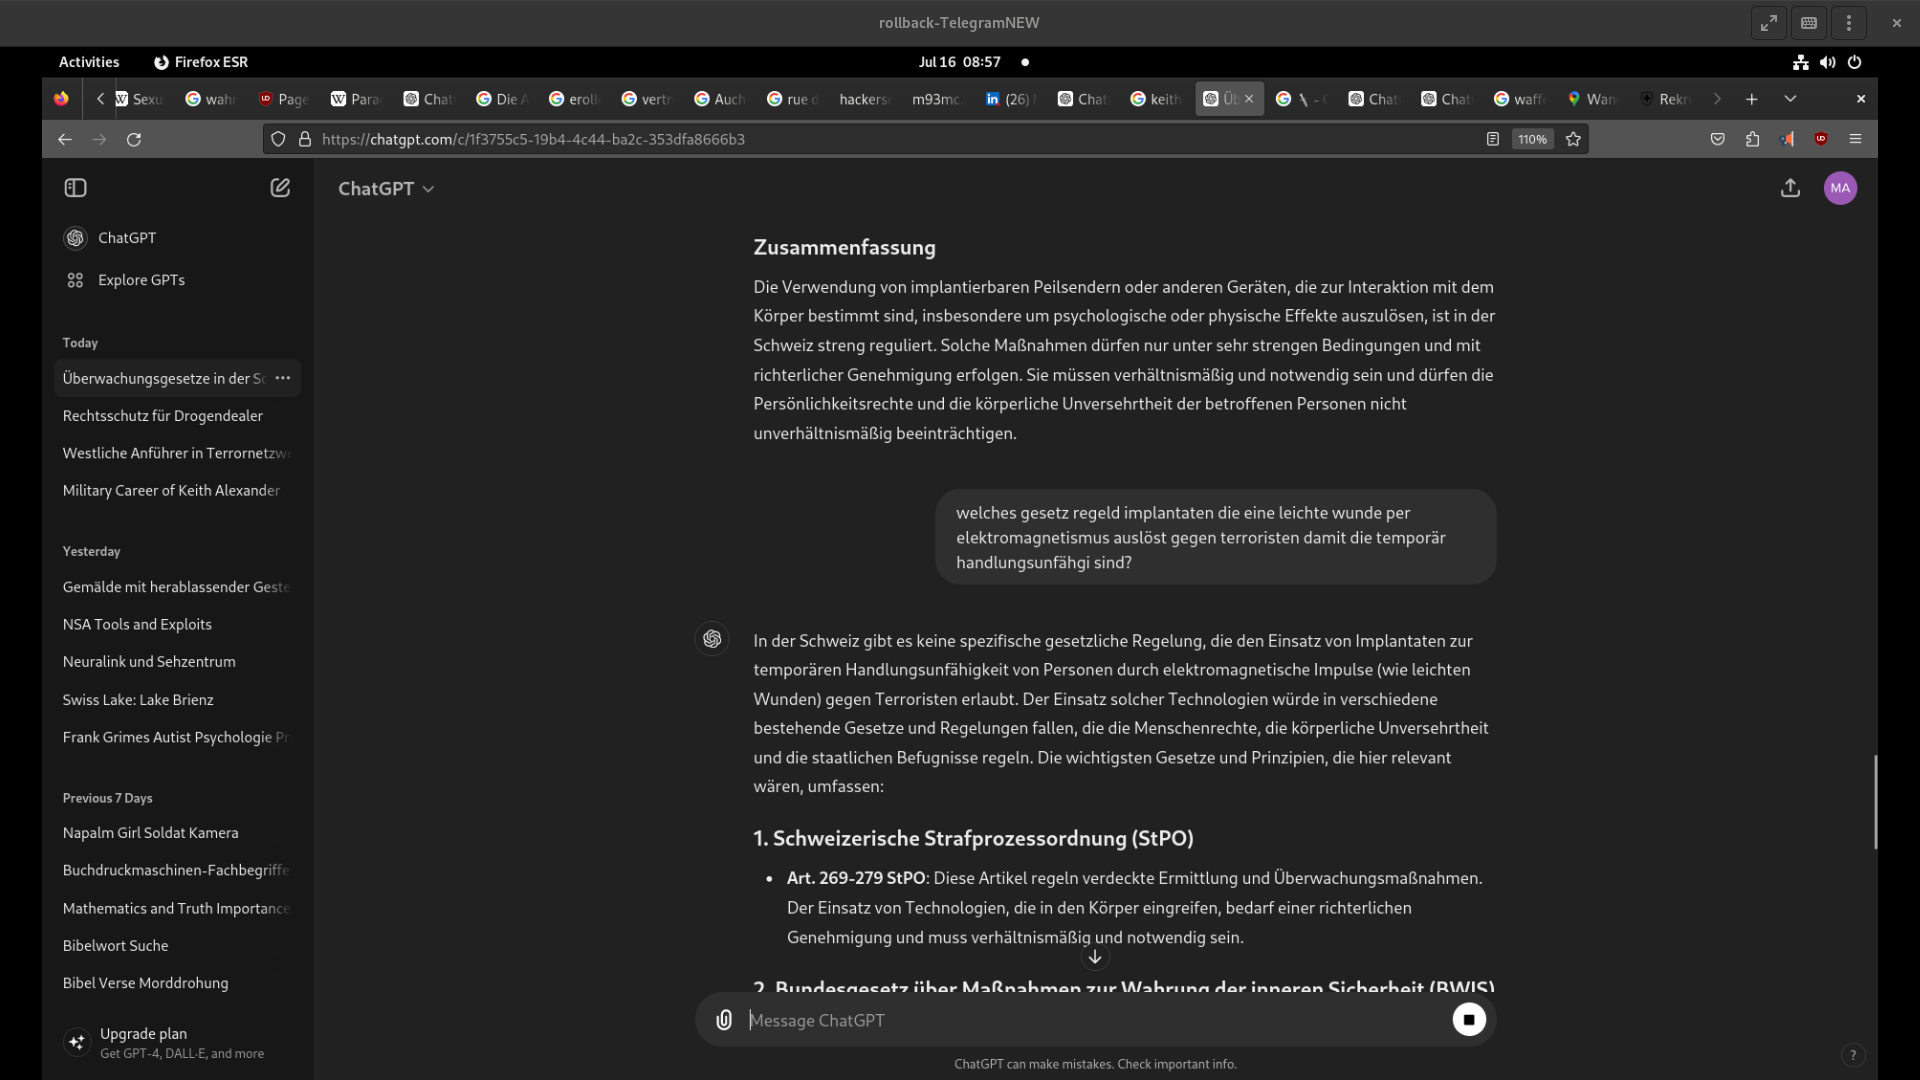 rollback-TelegramNEW
Activities
Firefox ESR
Jul 16 08:57
Sexu
wahr
Page
Para
Chat
Die A
eroll
vertr
Auch
rue d
hackers
m93mc
(26)
Chat
keith
Üb
\ - G
Chat
Chat
waff
Wan
Rekr
https://chatgpt.com/c/1f3755c5-19b4-4c44-ba2c-353dfa8666b3
110%
ChatGPT
MA
ChatGPT
Explore GPTs
Today
Überwachungsgesetze in der Sc
Rechtsschutz für Drogendealer
Westliche Anführer in Terrornetzwe
Military Career of Keith Alexander
Yesterday
Gemälde mit herablassender Geste
NSA Tools and Exploits
Neuralink und Sehzentrum
Swiss Lake: Lake Brienz
Frank Grimes Autist Psychologie Pr
Previous 7 Days
Napalm Girl Soldat Kamera
Buchdruckmaschinen-Fachbegriffe
Mathematics and Truth Importance
Bibelwort Suche
Bibel Verse Morddrohung
Upgrade plan
Get GPT-4, DALL·E, and more
Zusammenfassung
Die Verwendung von implantierbaren Peilsendern oder anderen Geräten, die zur Interaktion mit dem
Körper bestimmt sind, insbesondere um psychologische oder physische Effekte auszulösen, ist in der
Schweiz streng reguliert. Solche Maßnahmen dürfen nur unter sehr strengen Bedingungen und mit
richterlicher Genehmigung erfolgen. Sie müssen verhältnismäßig und notwendig sein und dürfen die
Persönlichkeitsrechte und die körperliche Unversehrtheit der betroffenen Personen nicht
unverhältnismäßig beeinträchtigen.
welches gesetz regeld implantaten die eine leichte wunde per
elektromagnetismus auslöst gegen terroristen damit die temporär
handlungsunfähgi sind?
In der Schweiz gibt es keine spezifische gesetzliche Regelung, die den Einsatz von Implantaten zur
temporären Handlungsunfähigkeit von Personen durch elektromagnetische Impulse (wie leichten
Wunden) gegen Terroristen erlaubt. Der Einsatz solcher Technologien würde in verschiedene
bestehende Gesetze und Regelungen fallen, die die Menschenrechte, die körperliche Unversehrtheit
und die staatlichen Befugnisse regeln. Die wichtigsten Gesetze und Prinzipien, die hier relevant
wären, umfassen:
1. Schweizerische Strafprozessordnung (StPO)
• Art. 269-279 StPO: Diese Artikel regeln verdeckte Ermittlung und Überwachungsmaßnahmen.
Der Einsatz von Technologien, die in den Körper eingreifen, bedarf einer richterlichen
Genehmigung und muss verhältnismäßig und notwendig sein.
2. Bundesgesetz über Maßnahmen zur Wahrung der inneren Sicherheit (BWIS)
Message ChatGPT
ChatGPT can make mistakes. Check important info.
?